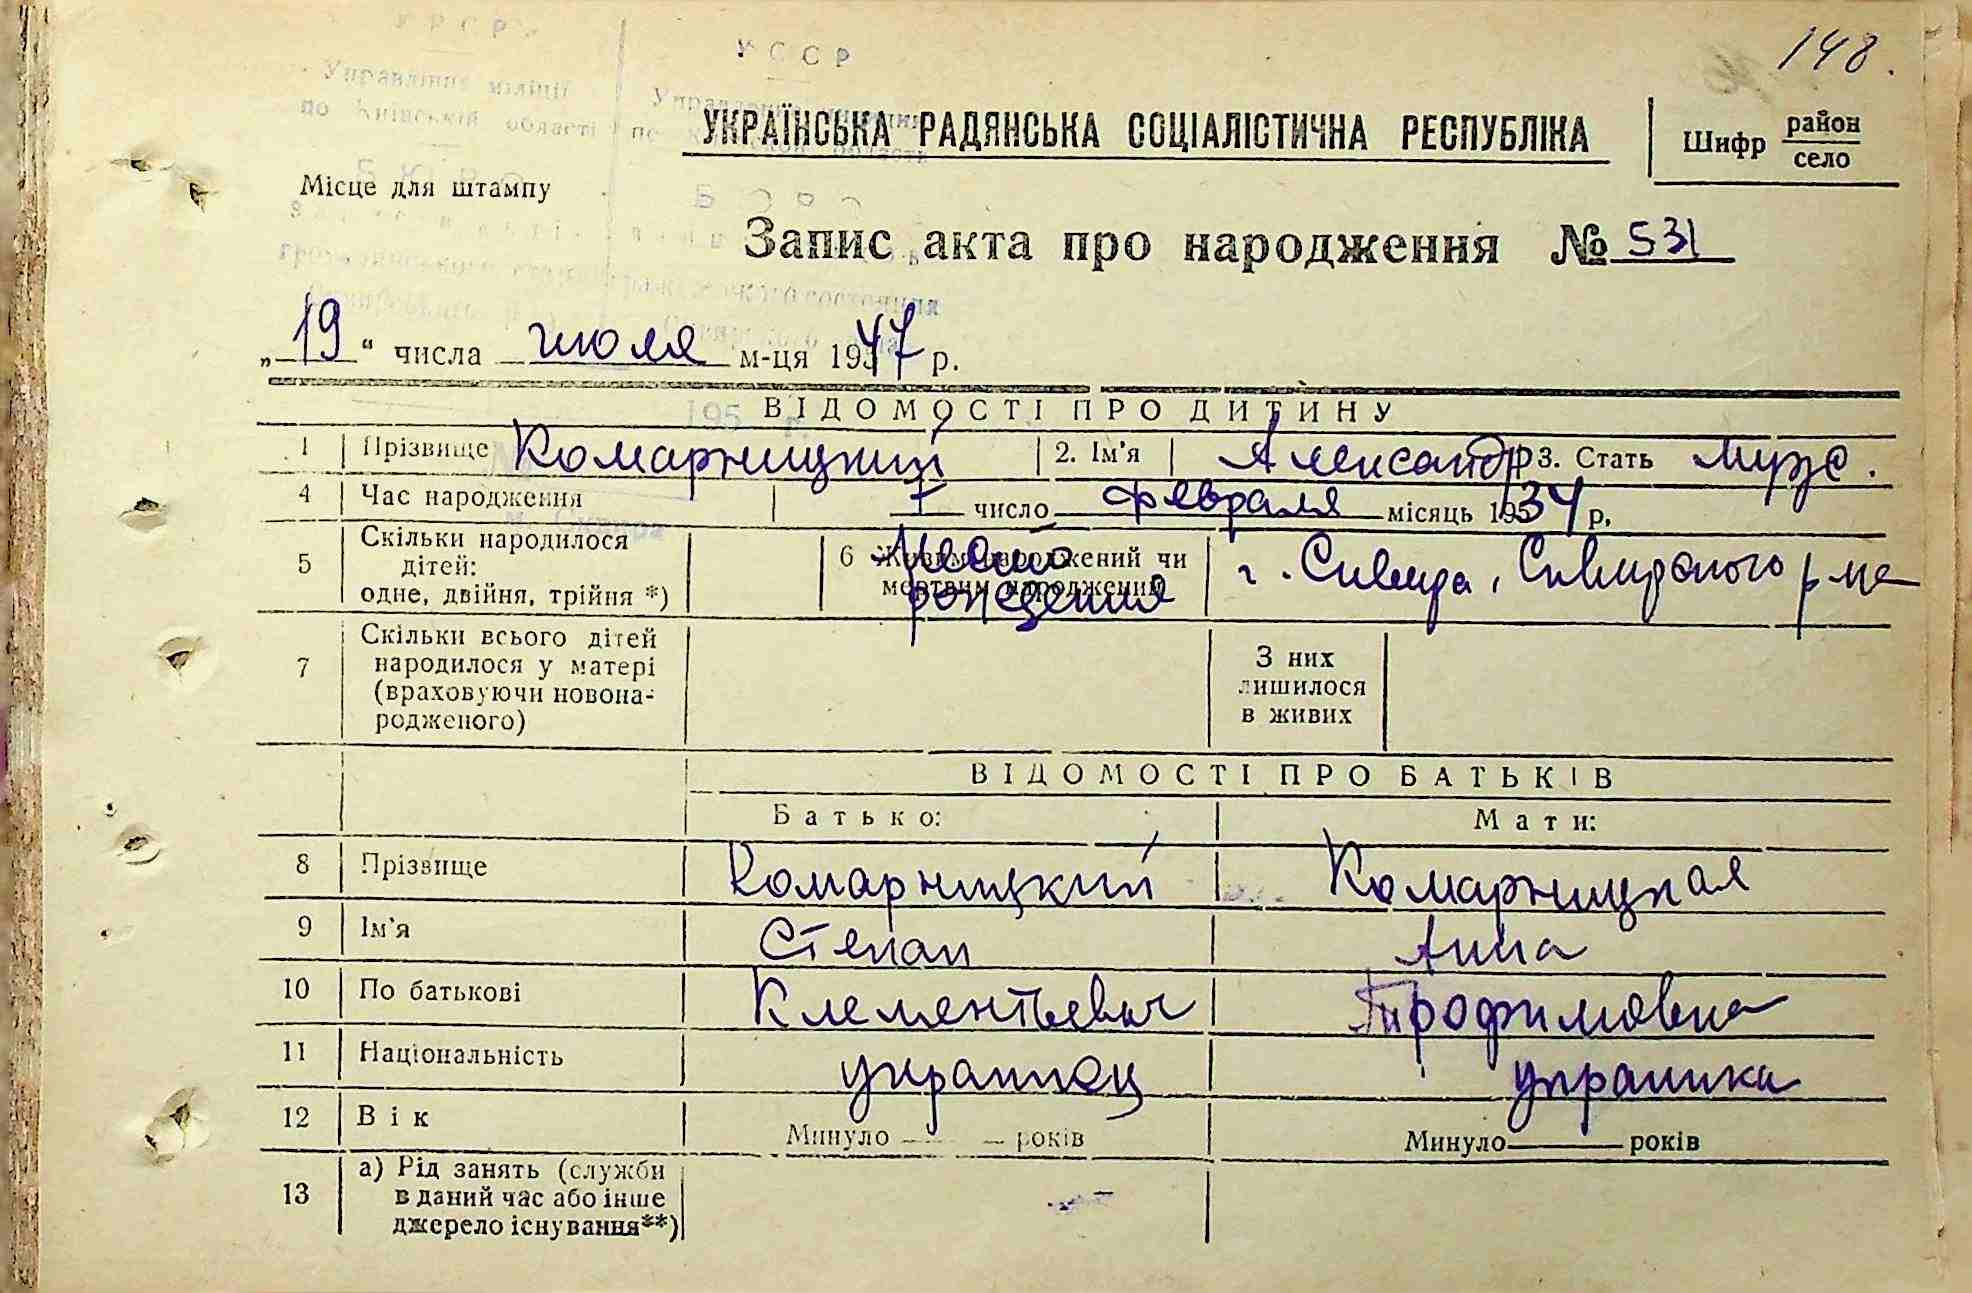 148.
УРСР
УССР
Управління міліції
по Київській області
УКРАЇНСЬКА РАДЯНСЬКА СОЦІАЛІСТИЧНА РЕСПУБЛІКА
Шифр район
село
Місце для штампу
Запис акта про народження № 531
„19“ числа июля м-ця 1947 р.
ВІДОМОСТІ ПРО ДИТИНУ
1 Прізвище Комарницкий 2. Ім'я Александр 3. Стать муж.
4 Час народження 1 число февраля місяць 1934 р.
5 Скільки народилося
дітей:
одне, двійня, трійня *)
6 Живим народжений чи
мертвим народжений
Место
рождения
г. Сквира, Сквирского р-на
7 Скільки всього дітей
народилося у матері
(враховуючи новона-
родженого)
З них
лишилося
в живих
ВІДОМОСТІ ПРО БАТЬКІВ
Батько: Мати:
8 Прізвище Комарницкий Комарницкая
9 Ім'я Степан Анна
10 По батькові Клементьевич Трофимовна
11 Національність украинец украинка
12 Вік Минуло — років Минуло — років
13 а) Рід занять (служби
в даний час або інше
джерело існування**)